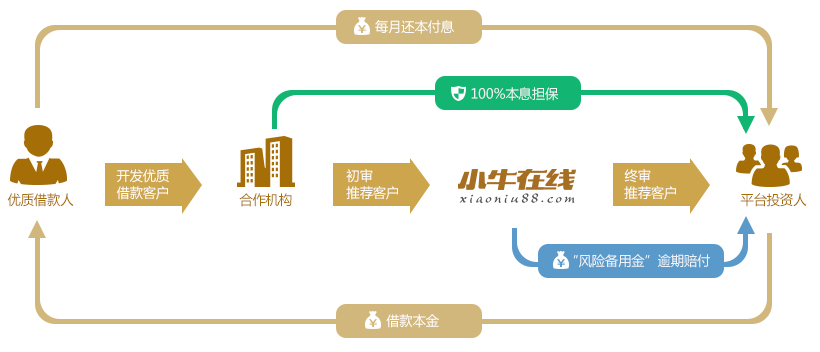 每月还本付息
100%本息担保
开发优质
借款客户
初审
推荐客户
小牛在线
xiaoniu88.com
终审
推荐客户
优质借款人
合作机构
平台投资人
“风险备用金”逾期赔付
借款本金